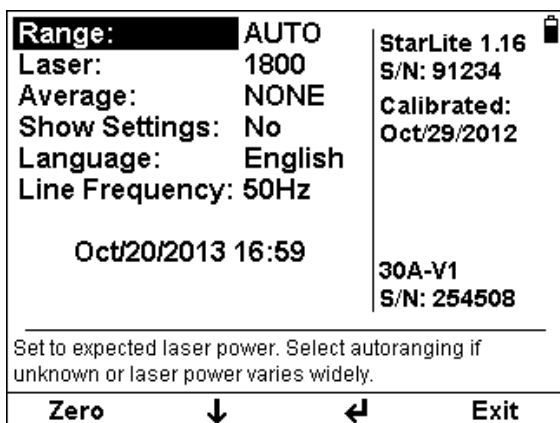 Range: AUTO
Laser: 1800
Average: NONE
Show Settings: No
Language: English
Line Frequency: 50Hz
Oct/20/2013 16:59
StarLite 1.16
S/N: 91234
Calibrated:
Oct/29/2012
30A-V1
S/N: 254508
Set to expected laser power. Select autoranging if
unknown or laser power varies widely.
Zero ↓ ↵ Exit